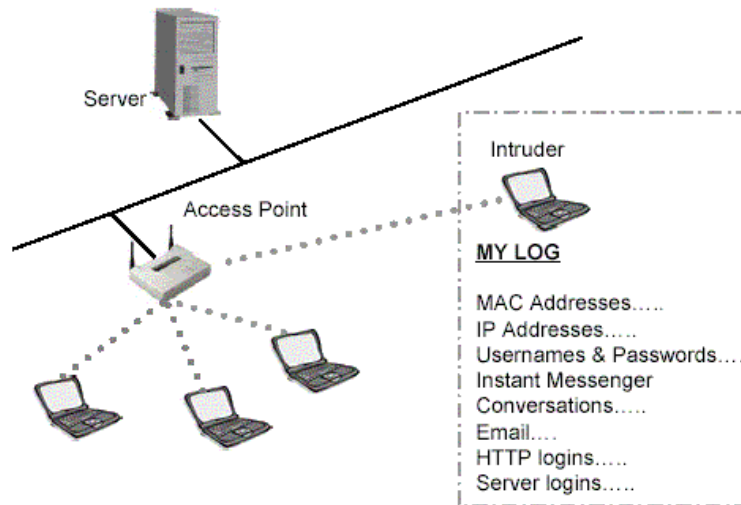 Server
Access Point
Intruder
MY LOG
MAC Addresses.....
IP Addresses.....
Usernames & Passwords....
Instant Messenger
Conversations.....
Email....
HTTP logins.....
Server logins.....